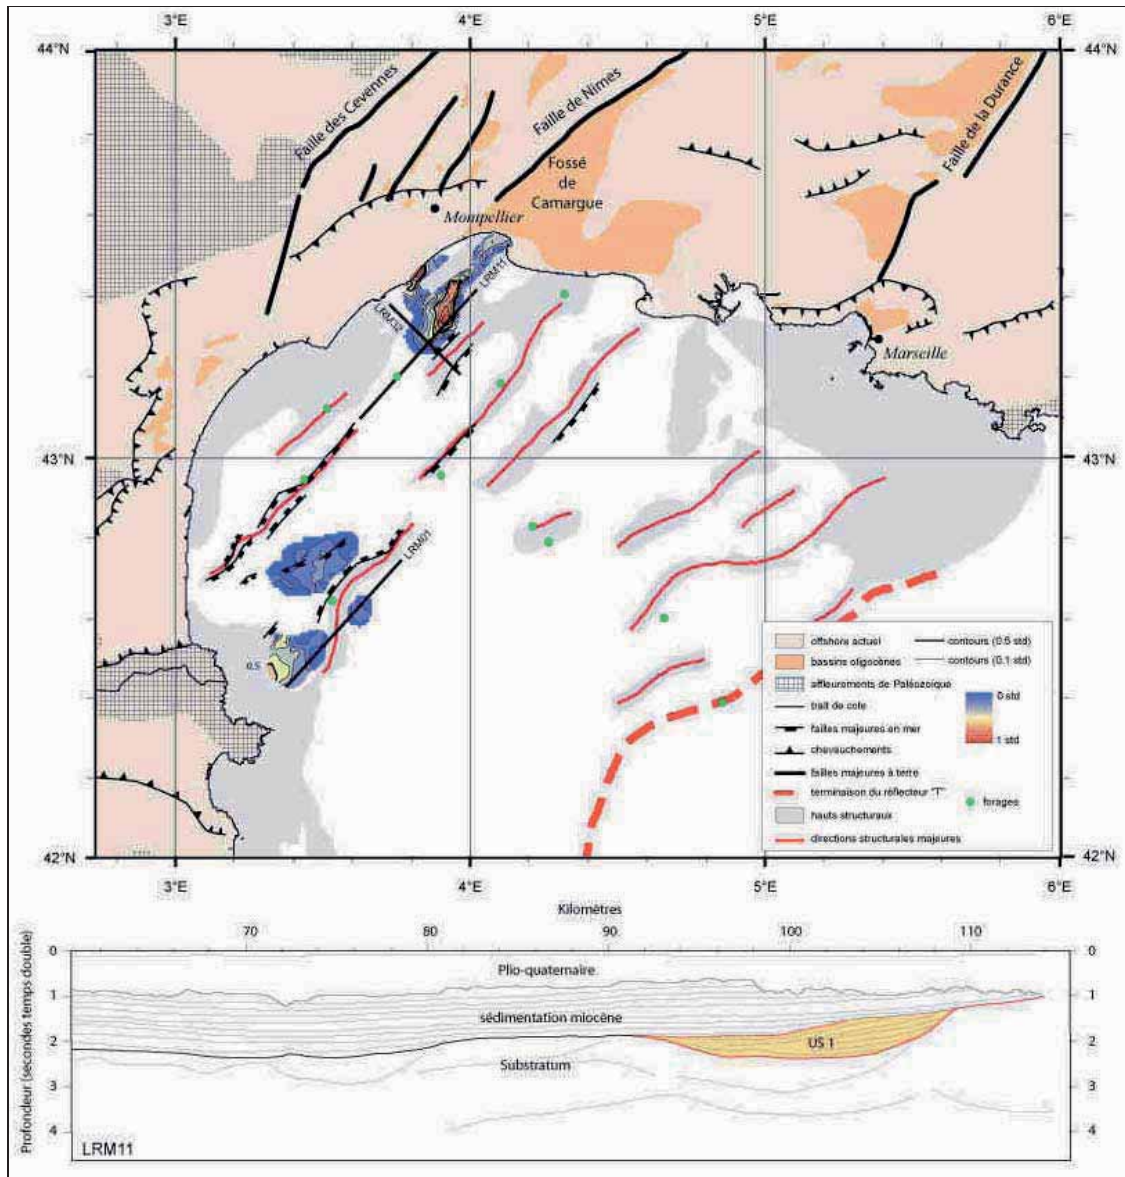 3°E 4°E 5°E 6°E
44°N 44°N
Faille des Cevennes
Faille de Nimes
Faille de la Durance
Fossé
de
Camargue
Montpellier
LRM11
LRM32
Marseille
43°N 43°N
LRM01
0.5
offshore actuel
bassins oligocènes
affleurements de Paléozoïque
trait de cote
failles majeures en mer
chevauchements
failles majeures à terre
terminaison du réflecteur "T"
hauts structuraux
directions structurales majeures
contours (0.5 std)
contours (0.1 std)
0 std
1 std
forages
42°N 42°N
3°E 4°E 5°E 6°E
Kilomètres
70 80 90 100 110
Profondeur (secondes temps double)
0 0
1 1
2 2
3 3
4 4
Plio-quaternaire
sédimentation miocène
US 1
Substratum
LRM11